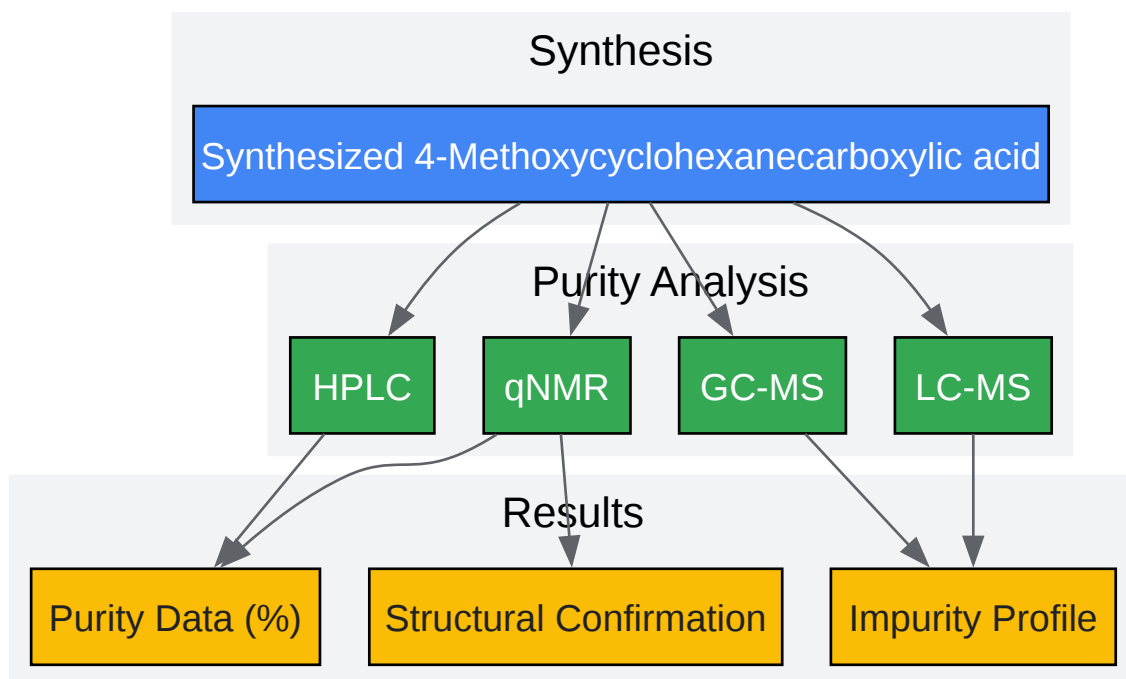 Synthesis
Synthesized 4-Methoxycyclohexanecarboxylic acid
Purity Analysis
HPLC
qNMR
GC-MS
LC-MS
Results
Purity Data (%)
Structural Confirmation
Impurity Profile